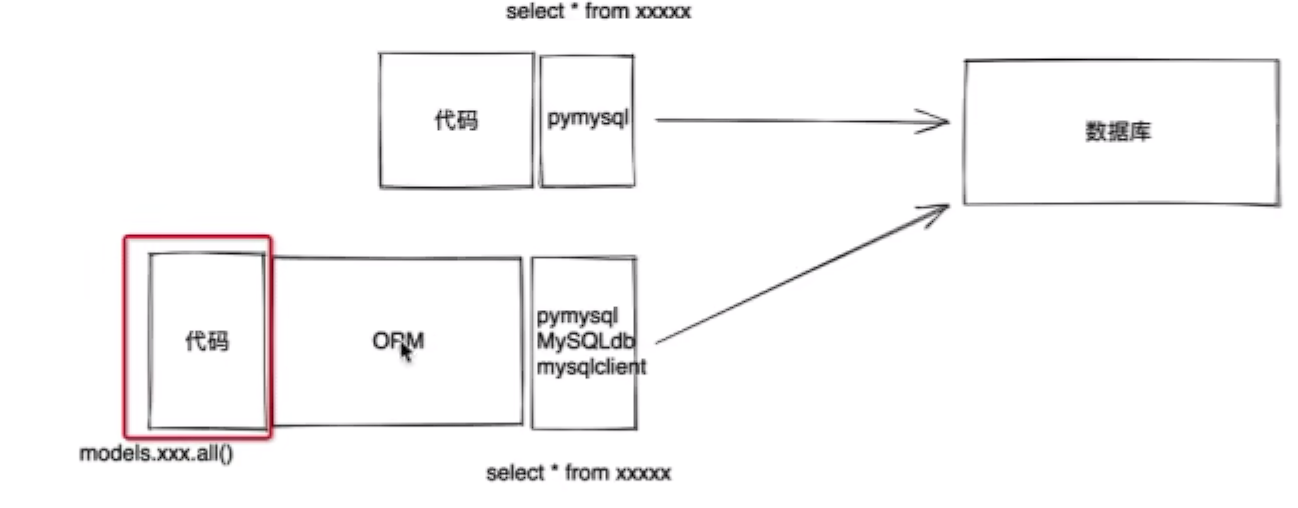 select * from xxxxx
代码
pymysql
数据库
代码
ORM
pymysql
MySQLdb
mysqlclient
models.xxx.all()
select * from xxxxx